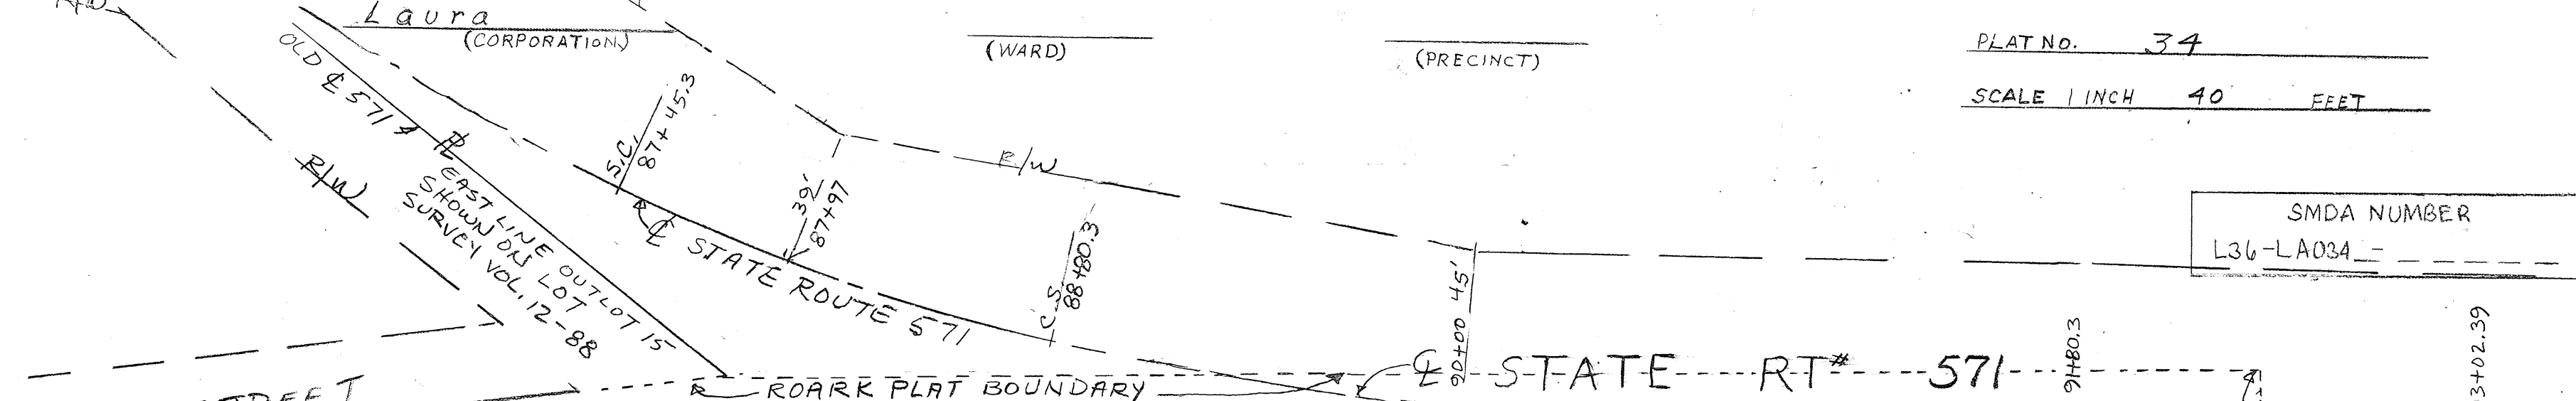 Laura
(CORPORATION)
(WARD)
(PRECINCT)
PLAT NO. 34
SCALE 1 INCH 40 FEET
OLD ℄ 571 & ⅊
EAST LINE OUTLOT 15
SHOWN ON LOT
SURVEY VOL. 12-88
R/W
S.C.
87+45.3
39'
87+97
R/W
℄ STATE ROUTE 571
C.S.
88+80.3
90+00 45'
SMDA NUMBER
L36-LA034
℄ STATE RT# 571
91+80.3
3+02.39
ROARK PLAT BOUNDARY